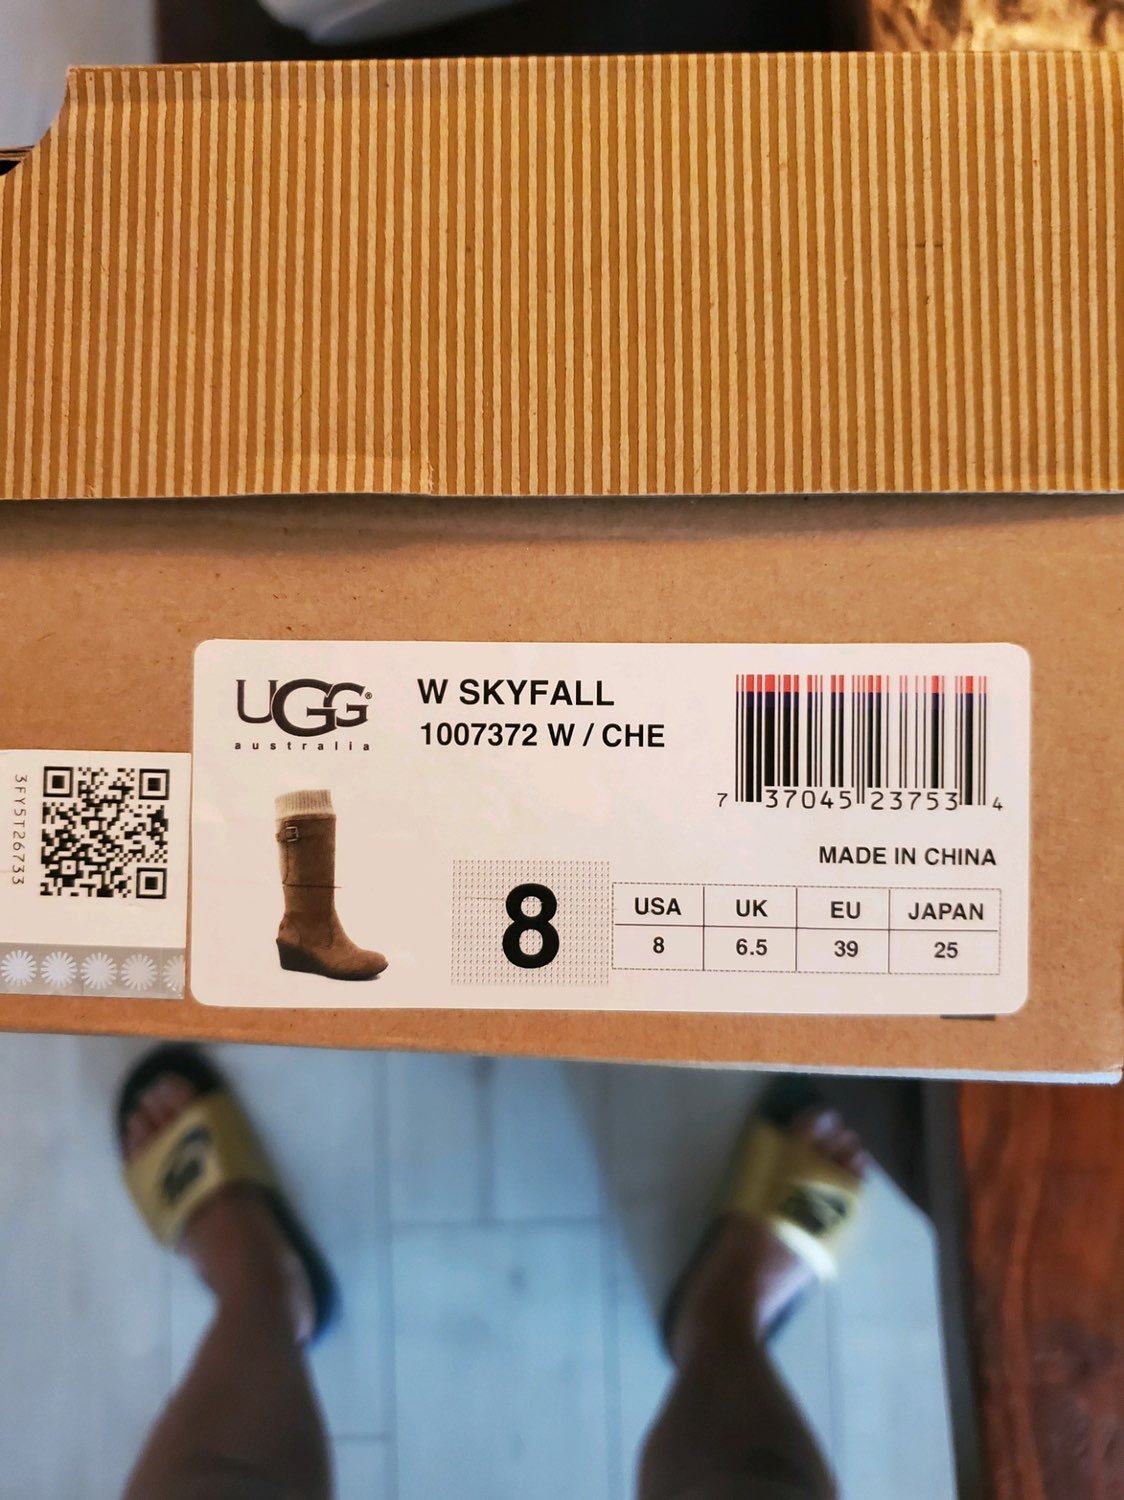 UGG®
australia
W SKYFALL
1007372 W / CHE
7 37045 23753 4
MADE IN CHINA
8
USA UK EU JAPAN
8 6.5 39 25
3FY5T26733